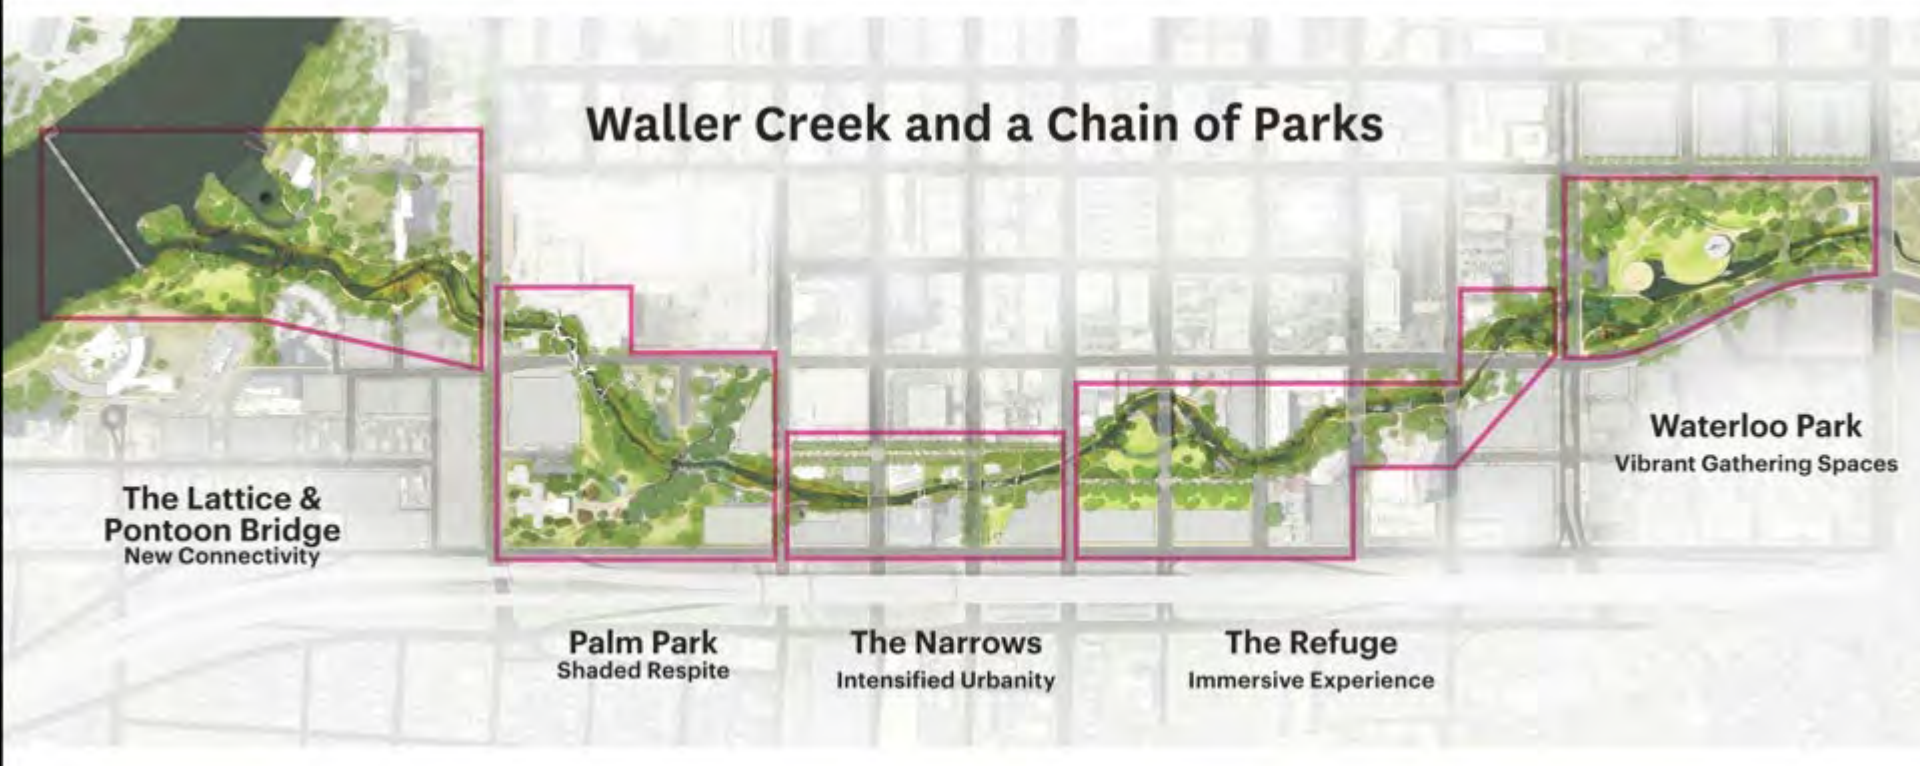 Waller Creek and a Chain of Parks
The Lattice &
Pontoon Bridge
New Connectivity
Palm Park
Shaded Respite
The Narrows
Intensified Urbanity
The Refuge
Immersive Experience
Waterloo Park
Vibrant Gathering Spaces